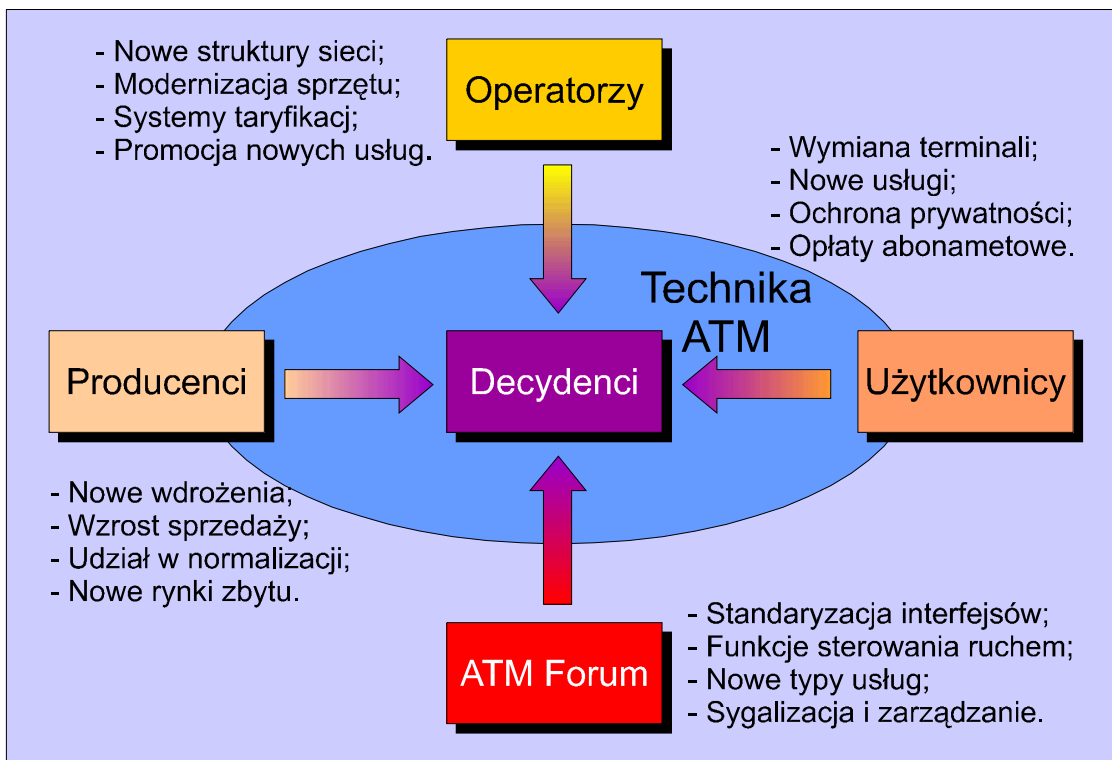 - Nowe struktury sieci;
- Modernizacja sprzętu;
- Systemy taryfikacj;
- Promocja nowych usług.
Operatorzy
- Wymiana terminali;
- Nowe usługi;
- Ochrona prywatności;
- Opłaty abonametowe.
Technika
ATM
Producenci
Decydenci
Użytkownicy
- Nowe wdrożenia;
- Wzrost sprzedaży;
- Udział w normalizacji;
- Nowe rynki zbytu.
ATM Forum
- Standaryzacja interfejsów;
- Funkcje sterowania ruchem;
- Nowe typy usług;
- Sygalizacja i zarządzanie.